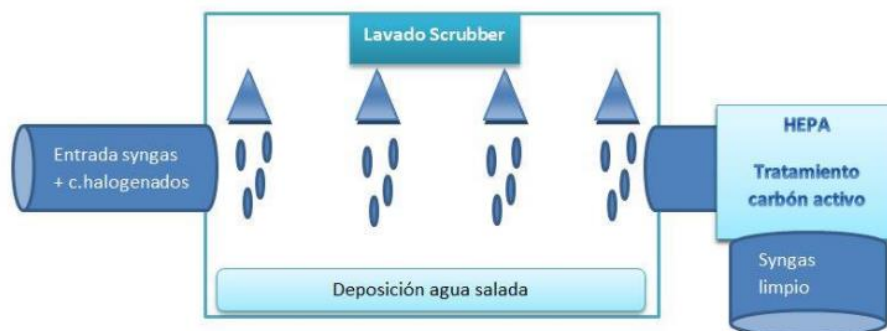 Lavado Scrubber
Entrada syngas
+ c.halogenados
HEPA
Tratamiento
carbón activo
Deposición agua salada
Syngas
limpio